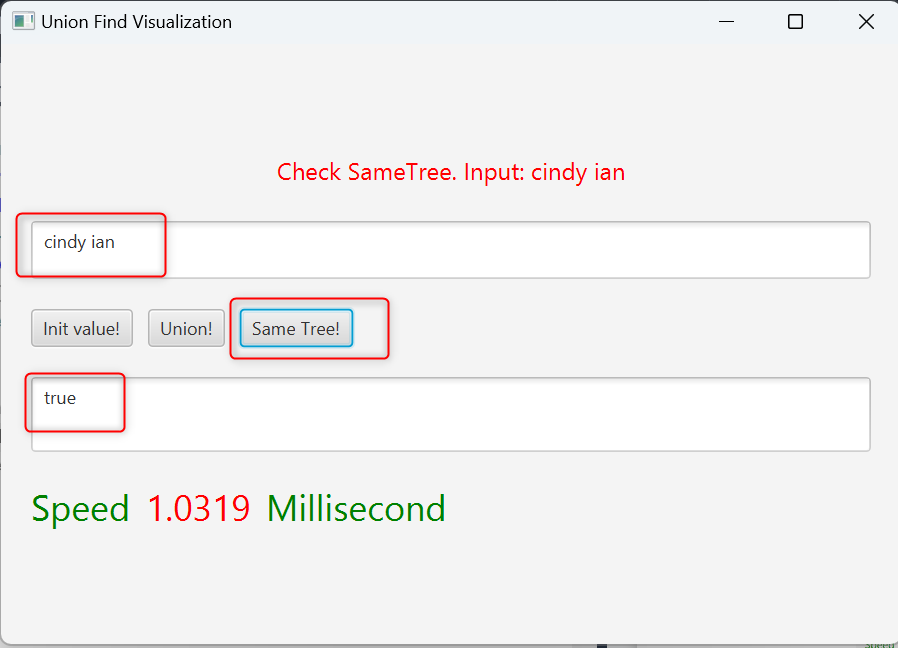 Union Find Visualization
Check SameTree. Input: cindy ian
cindy ian
Init value! Union! Same Tree!
true
Speed 1.0319 Millisecond